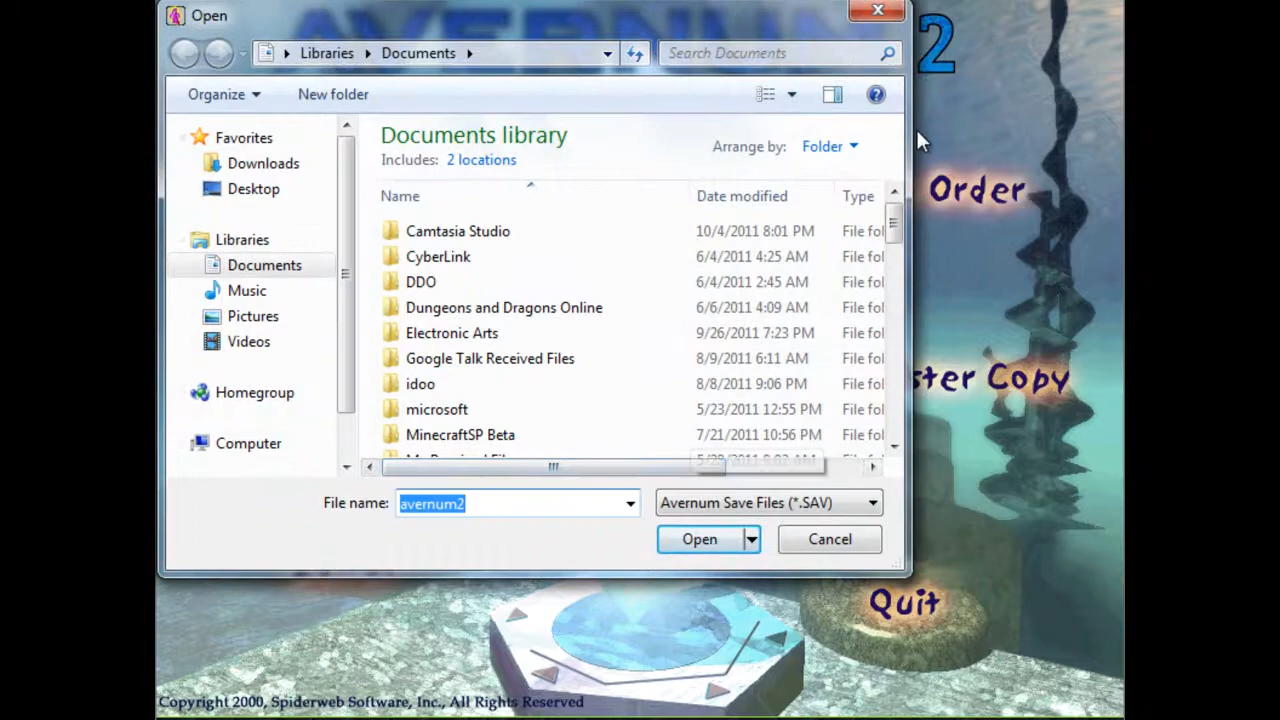 Open
AVERNUM 2
Libraries Documents
Search Documents
Organize New folder
Documents library
Includes: 2 locations
Arrange by: Folder
Favorites
Downloads
Desktop
Libraries
Documents
Music
Pictures
Videos
Homegroup
Computer
Name Date modified Type
Camtasia Studio 10/4/2011 8:01 PM File fol
CyberLink 6/4/2011 4:25 AM File fol
DDO 6/4/2011 2:45 AM File fol
Dungeons and Dragons Online 6/6/2011 4:09 AM File fol
Electronic Arts 9/26/2011 7:23 PM File fol
Google Talk Received Files 8/9/2011 6:11 AM File fol
idoo 8/8/2011 9:06 PM File fol
microsoft 5/23/2011 12:55 PM File fol
MinecraftSP Beta 7/21/2011 10:56 PM File fol
File name: avernum2 Avernum Save Files (*.SAV)
Open Cancel
Order
ster Copy
Quit
Copyright 2000, Spiderweb Software, Inc., All Rights Reserved